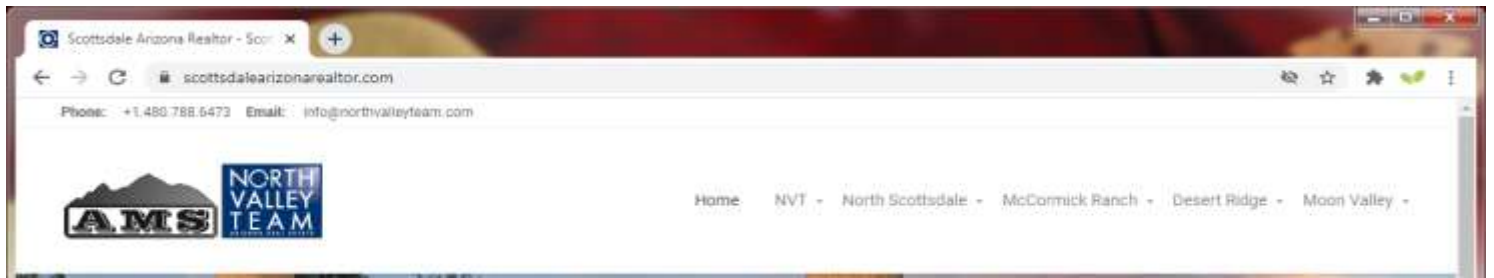 Scottsdale Arizona Realtor - Scot
scottsdalearizonarealtor.com
Phone: +1.480.788.6473 Email: info@northvalleyteam.com
AMS
NORTH
VALLEY
TEAM
Home NVT North Scottsdale McCormick Ranch Desert Ridge Moon Valley